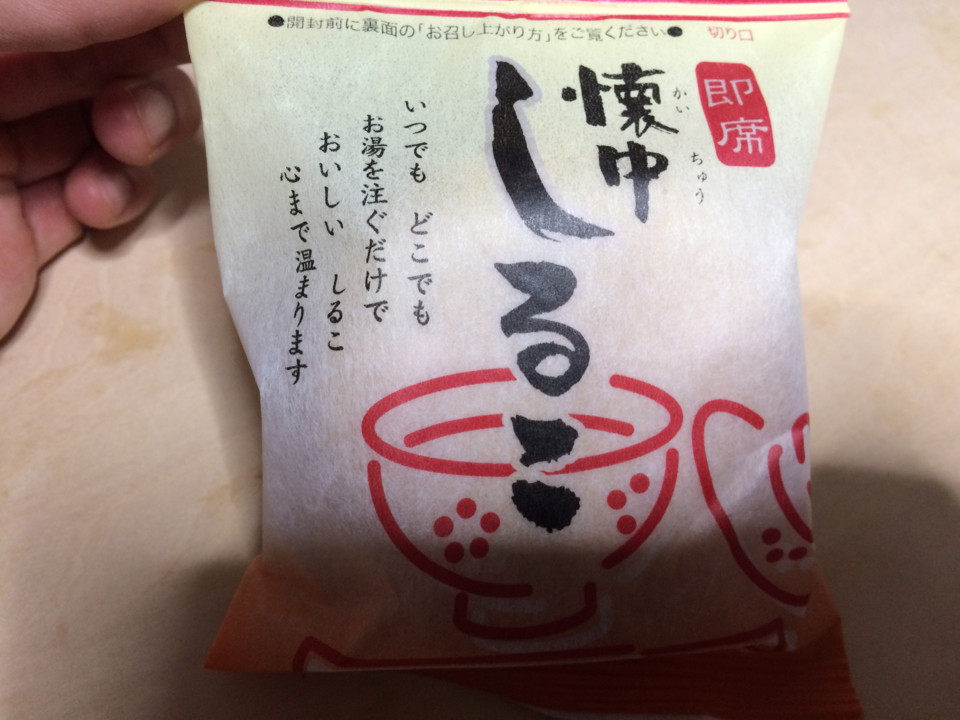 ●開封前に裏面の「お召し上がり方」をご覧ください●
切り口
即席
懐中
かい
ちゅう
しるこ
いつでも どこでも
お湯を注ぐだけで
おいしい しるこ
心まで温まります